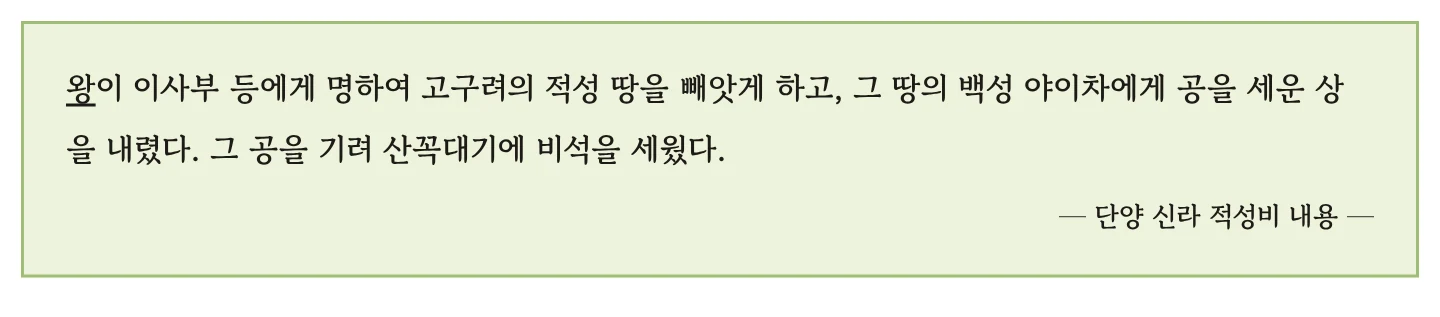 왕이 이사부 등에게 명하여 고구려의 적성 땅을 빼앗게 하고, 그 땅의 백성 야이차에게 공을 세운 상
을 내렸다. 그 공을 기려 산꼭대기에 비석을 세웠다.
— 단양 신라 적성비 내용 —